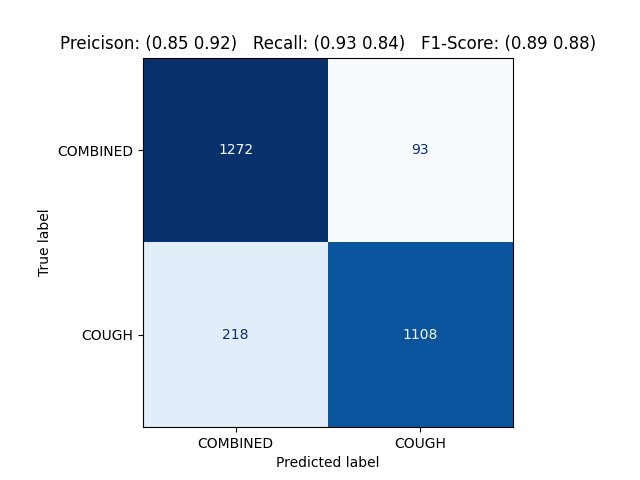 Preicison: (0.85 0.92)   Recall: (0.93 0.84)   F1-Score: (0.89 0.88)
True label
COMBINED
1272
93
COUGH
218
1108
COMBINED
COUGH
Predicted label